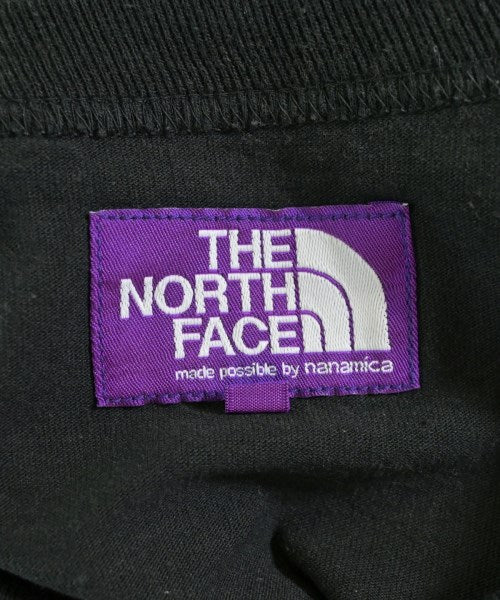 THE
NORTH
FACE
made possible by nanamica